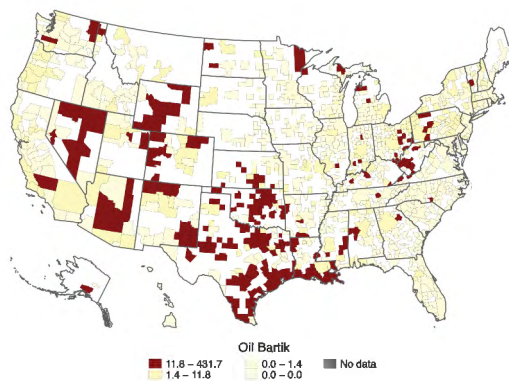 Oil Bartik
11.8 – 431.7
0.0 – 1.4
No data
1.4 – 11.8
0.0 – 0.0